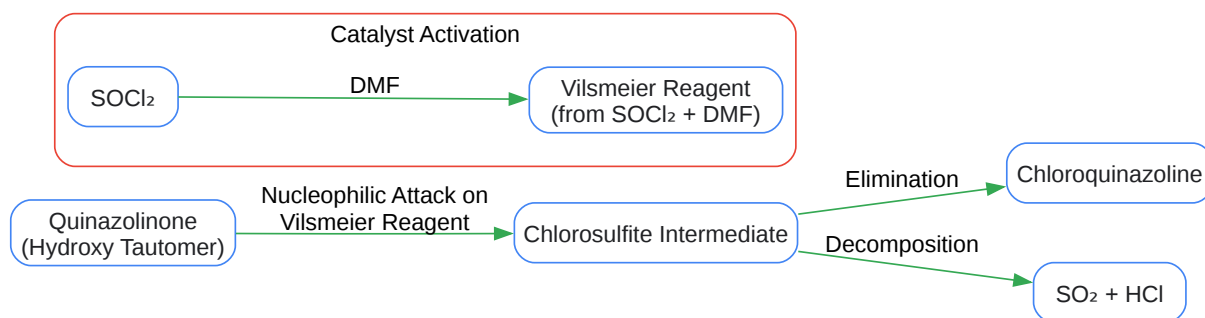 Catalyst Activation
SOCl₂
DMF
Vilsmeier Reagent
(from SOCl₂ + DMF)
Quinazolinone
(Hydroxy Tautomer)
Nucleophilic Attack on
Vilsmeier Reagent
Chlorosulfite Intermediate
Elimination
Chloroquinazoline
Decomposition
SO₂ + HCl